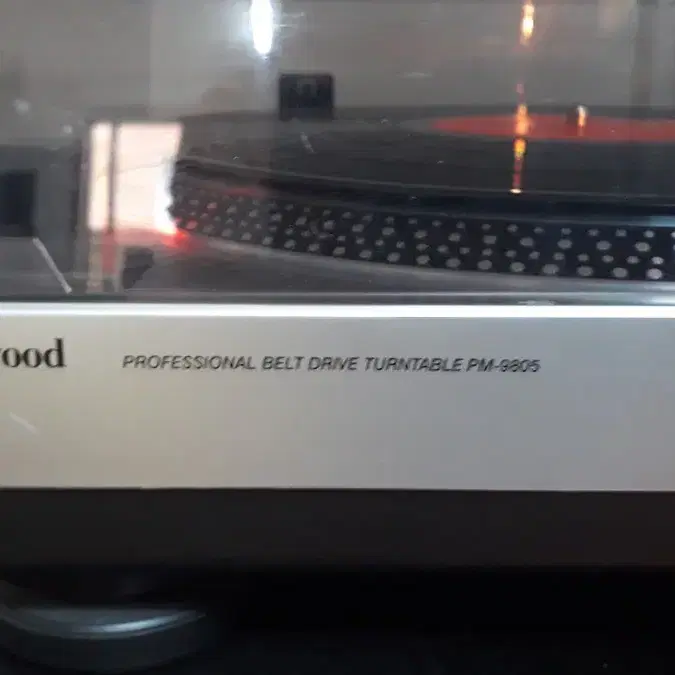 ood PROFESSIONAL BELT DRIVE TURNTABLE PM-9805